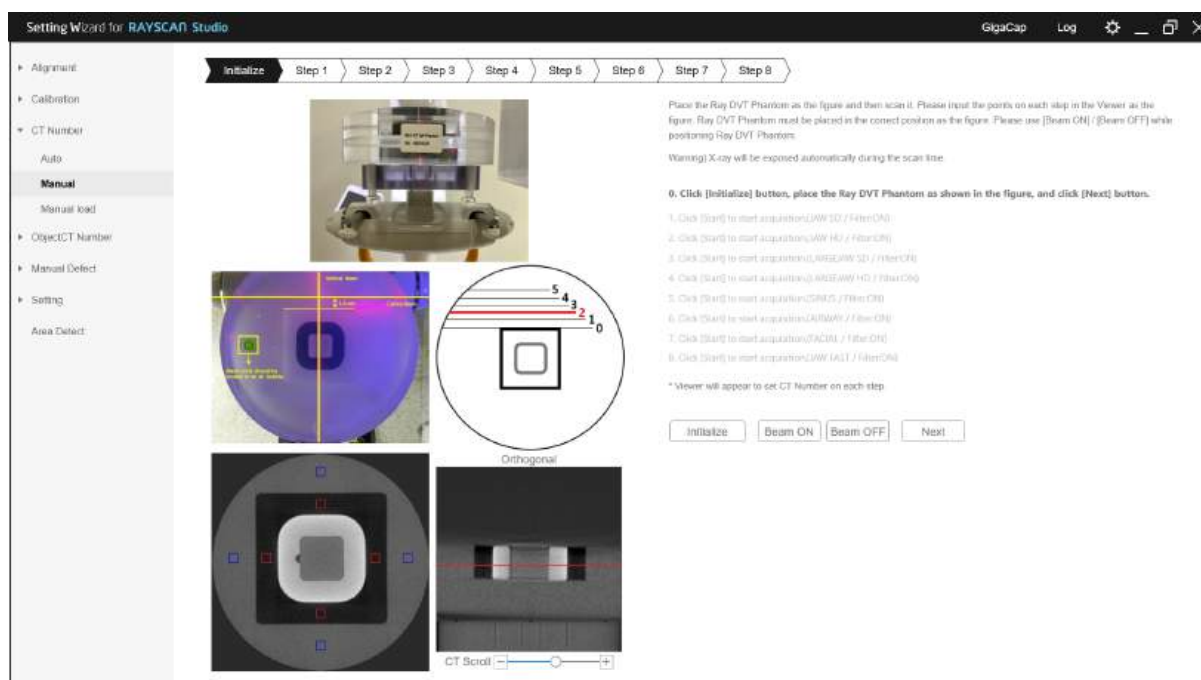 Setting Wizard for RAYSCAN Studio
GigaCap
Log
Alignment
Calibration
CT Number
Auto
Manual
Manual load
ObjectCT Number
Manual Defect
Setting
Area Detect
Initialize
Step 1
Step 2
Step 3
Step 4
Step 5
Step 6
Step 7
Step 8
5
4
3
2
1
0
Orthogonal
CT Scroll
Place the Ray DVT Phantom as the figure and then scan it. Please input the points on each step in the Viewer as the
figure. Ray DVT Phantom must be placed in the correct position as the figure. Please use [Beam ON] / [Beam OFF] while
positioning Ray DVT Phantom.
Warning) X-ray will be exposed automatically during the scan time.
0. Click [Initialize] button, place the Ray DVT Phantom as shown in the figure, and click [Next] button.
1. Click [Start] to start acquisition.(JAW SD / Filter:ON)
2. Click [Start] to start acquisition.(JAW HD / Filter:ON)
3. Click [Start] to start acquisition.(LARGEJAW SD / Filter:ON)
4. Click [Start] to start acquisition.(LARGEJAW HD / Filter:ON)
5. Click [Start] to start acquisition.(SINUS / Filter:ON)
6. Click [Start] to start acquisition.(AIRWAY / Filter:ON)
7. Click [Start] to start acquisition.(FACIAL / Filter:ON)
8. Click [Start] to start acquisition.(JAW FAST / Filter:ON)
* Viewer will appear to set CT Number on each step
Initialize
Beam ON
Beam OFF
Next